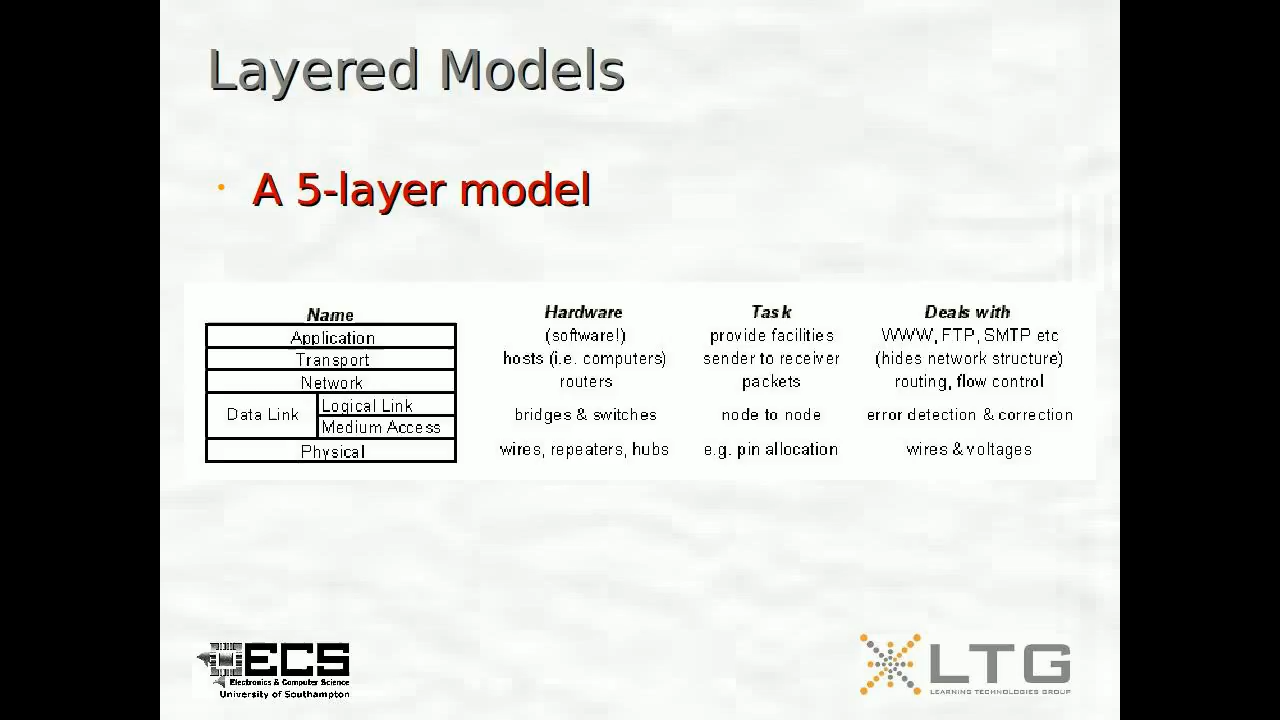 Layered Models
• A 5-layer model
Name Hardware Task Deals with
Application (software!) provide facilities WWW, FTP, SMTP etc
Transport hosts (i.e. computers) sender to receiver (hides network structure)
Network routers packets routing, flow control
Data Link Logical Link bridges & switches node to node error detection & correction
Medium Access
Physical wires, repeaters, hubs e.g. pin allocation wires & voltages
ECS
Electronics & Computer Science
University of Southampton
LTG
LEARNING TECHNOLOGIES GROUP